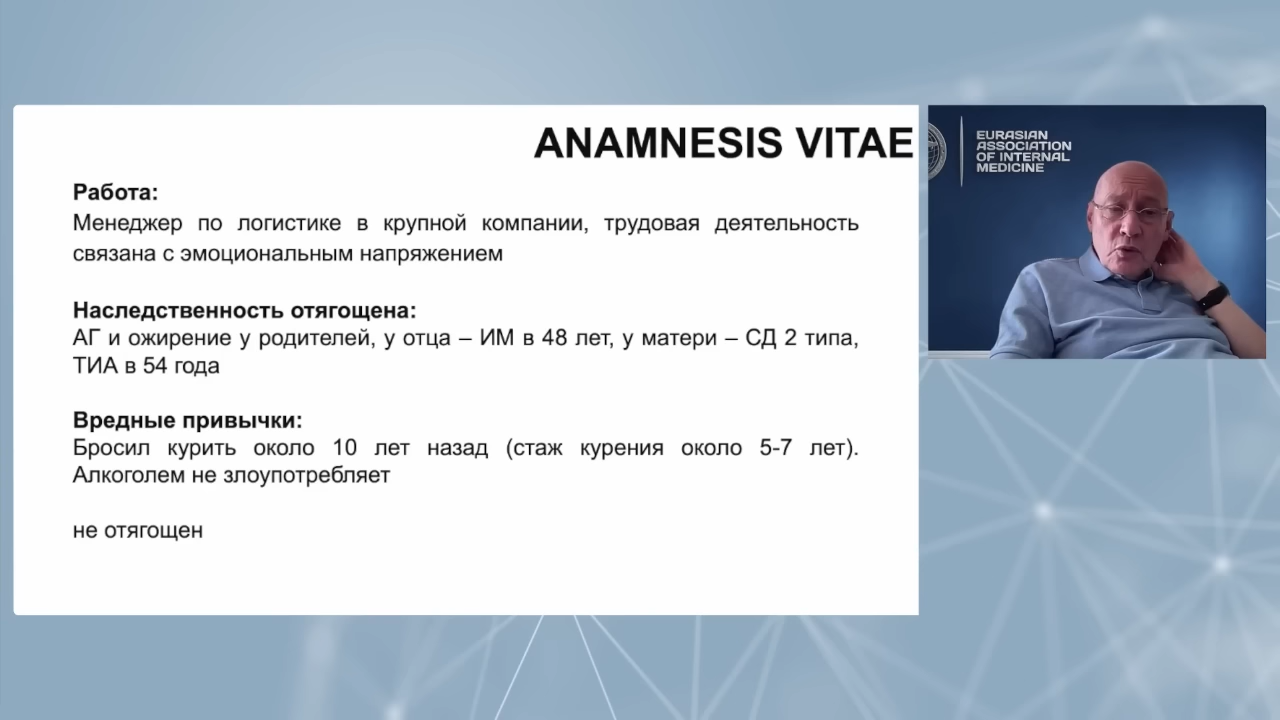 ANAMNESIS VITAE
Работа:
Менеджер по логистике в крупной компании, трудовая деятельность
связана с эмоциональным напряжением
Наследственность отягощена:
АГ и ожирение у родителей, у отца – ИМ в 48 лет, у матери – СД 2 типа,
ТИА в 54 года
Вредные привычки:
Бросил курить около 10 лет назад (стаж курения около 5-7 лет).
Алкоголем не злоупотребляет
не отягощен
EURASIAN
ASSOCIATION
OF INTERNAL
MEDICINE